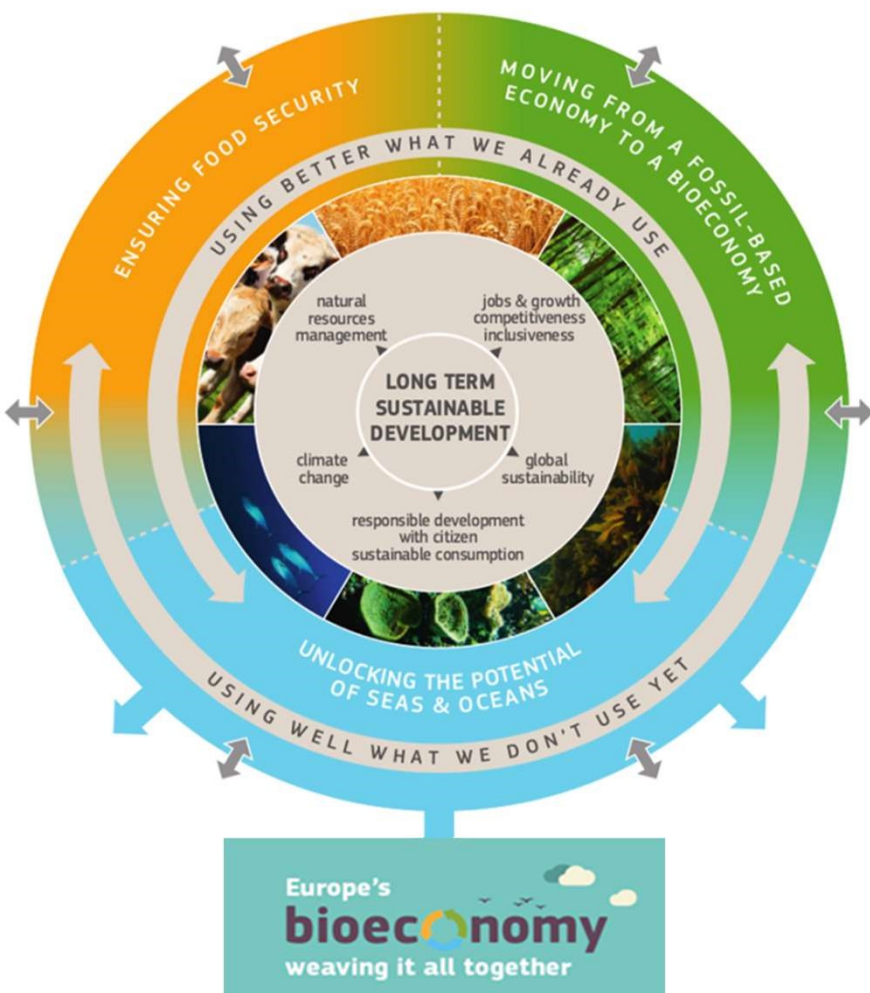 ENSURING FOOD SECURITY
MOVING FROM A FOSSIL-BASED
ECONOMY TO A BIOECONOMY
USING BETTER WHAT WE ALREADY USE
natural
resources
management
jobs & growth
competitiveness
inclusiveness
LONG TERM
SUSTAINABLE
DEVELOPMENT
climate
change
global
sustainability
responsible development
with citizen
sustainable consumption
UNLOCKING THE POTENTIAL
OF SEAS & OCEANS
USING WELL WHAT WE DON'T USE YET
Europe's
bioeconomy
weaving it all together